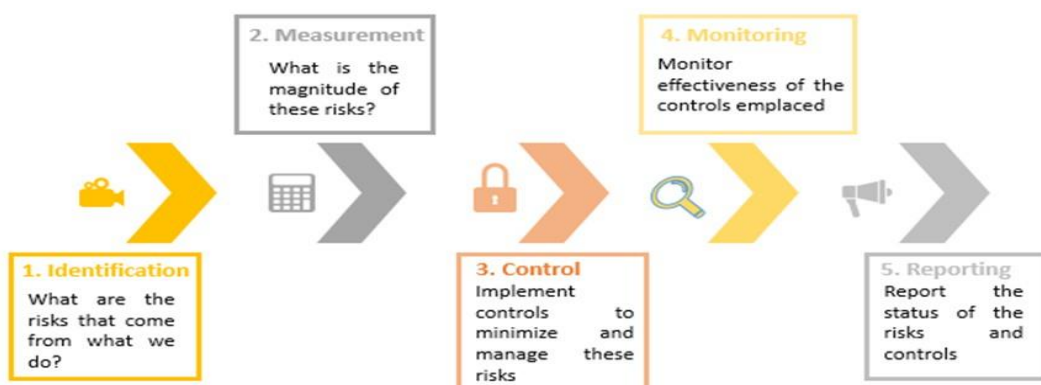 1. Identification
What are the
risks that come
from what we
do?
2. Measurement
What is the
magnitude of
these risks?
3. Control
Implement
controls to
minimize and
manage these
risks
4. Monitoring
Monitor
effectiveness of the
controls emplaced
5. Reporting
Report the
status of the
risks and
controls